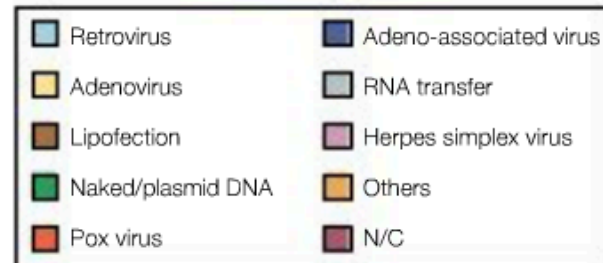 Retrovirus
Adenovirus
Lipofection
Naked/plasmid DNA
Pox virus
Adeno-associated virus
RNA transfer
Herpes simplex virus
Others
N/C